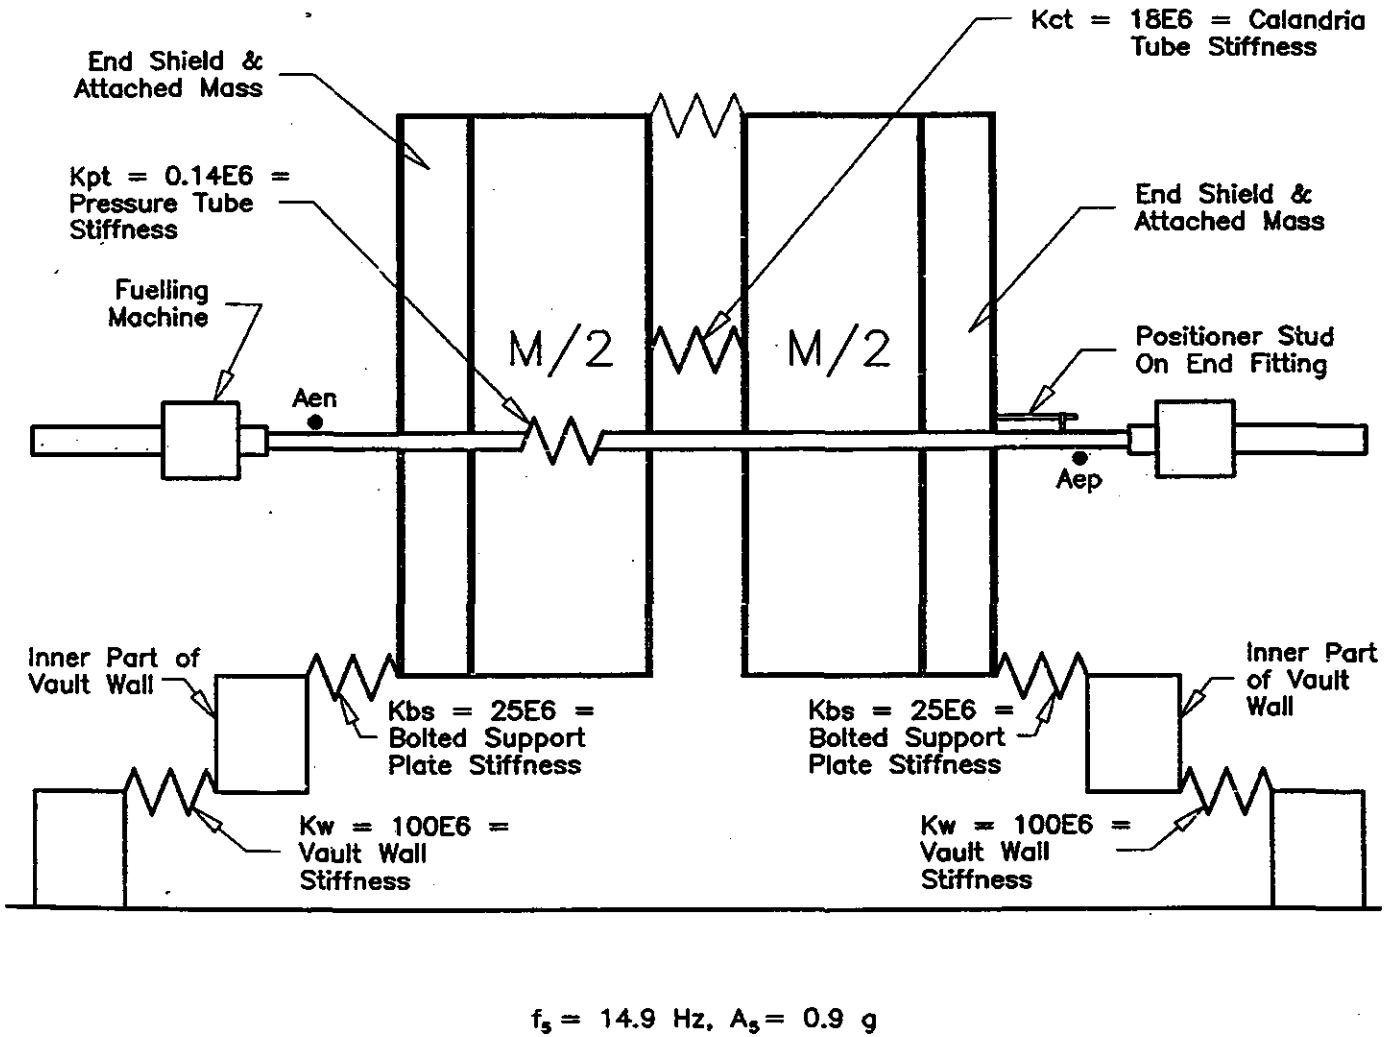 Kct = 18E6 = Calandria
Tube Stiffness
End Shield &
Attached Mass
Kpt = 0.14E6 =
Pressure Tube
Stiffness
End Shield &
Attached Mass
Fuelling
Machine
M/2
M/2
Positioner Stud
On End Fitting
Aen
Aep
Inner Part of
Vault Wall
Inner Part
of Vault
Wall
Kbs = 25E6 =
Bolted Support
Plate Stiffness
Kbs = 25E6 =
Bolted Support
Plate Stiffness
Kw = 100E6 =
Vault Wall
Stiffness
Kw = 100E6 =
Vault Wall
Stiffness
f₅ = 14.9 Hz, A₅ = 0.9 g